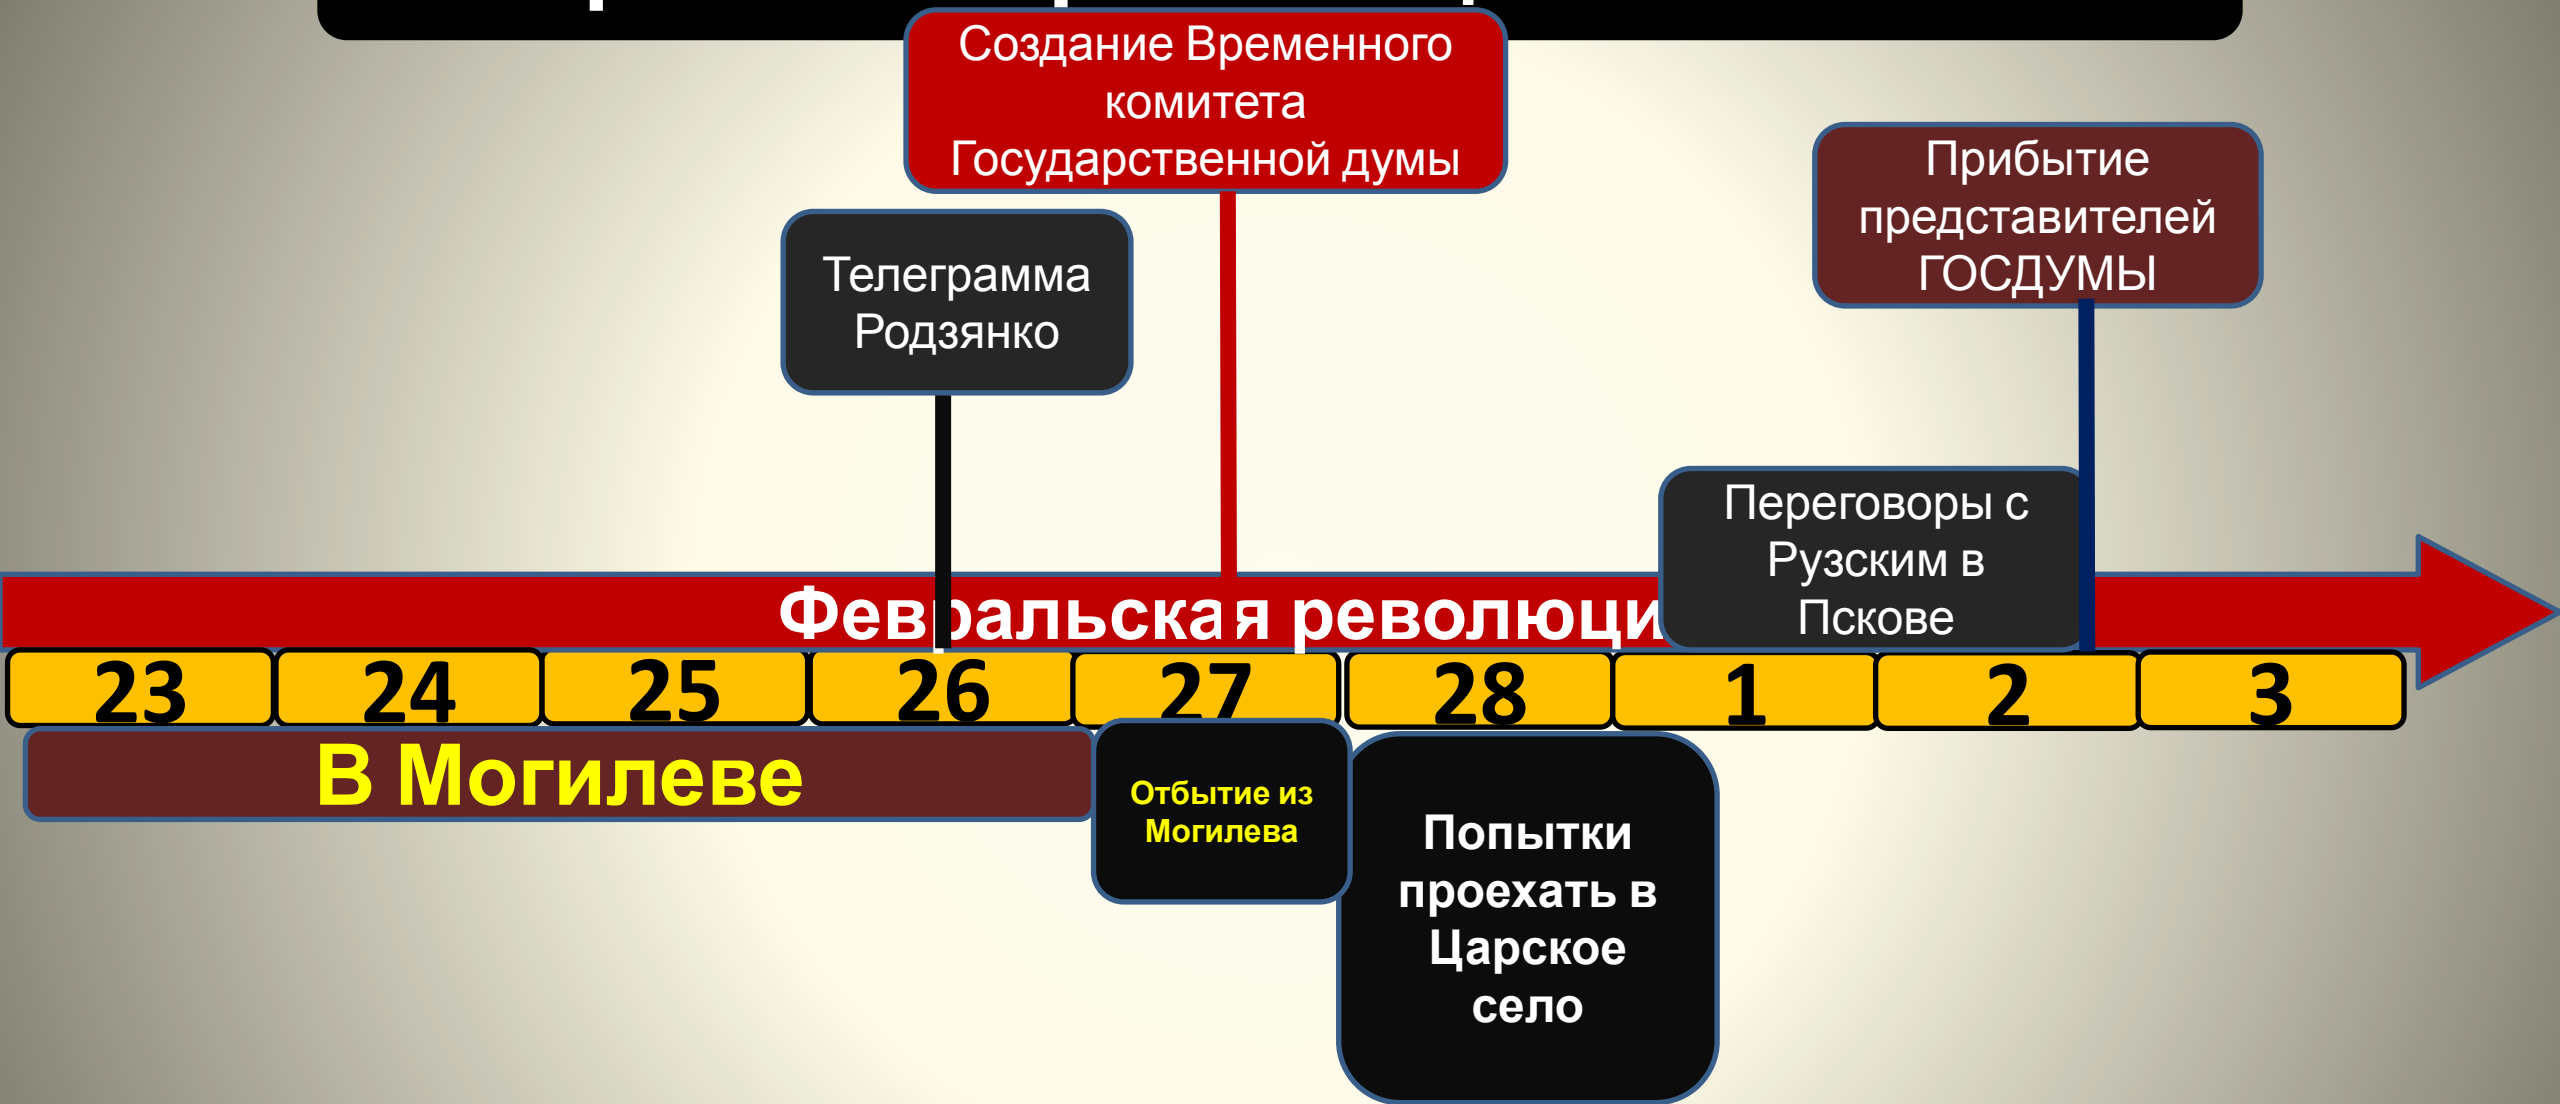 Создание Временного
комитета
Государственной думы
Телеграмма
Родзянко
Прибытие
представителей
ГОСДУМЫ
Переговоры с
Рузским в
Пскове
Февральская революци
23 24 25 26 27 28 1 2 3
В Могилеве
Отбытие из
Могилева
Попытки
проехать в
Царское
село